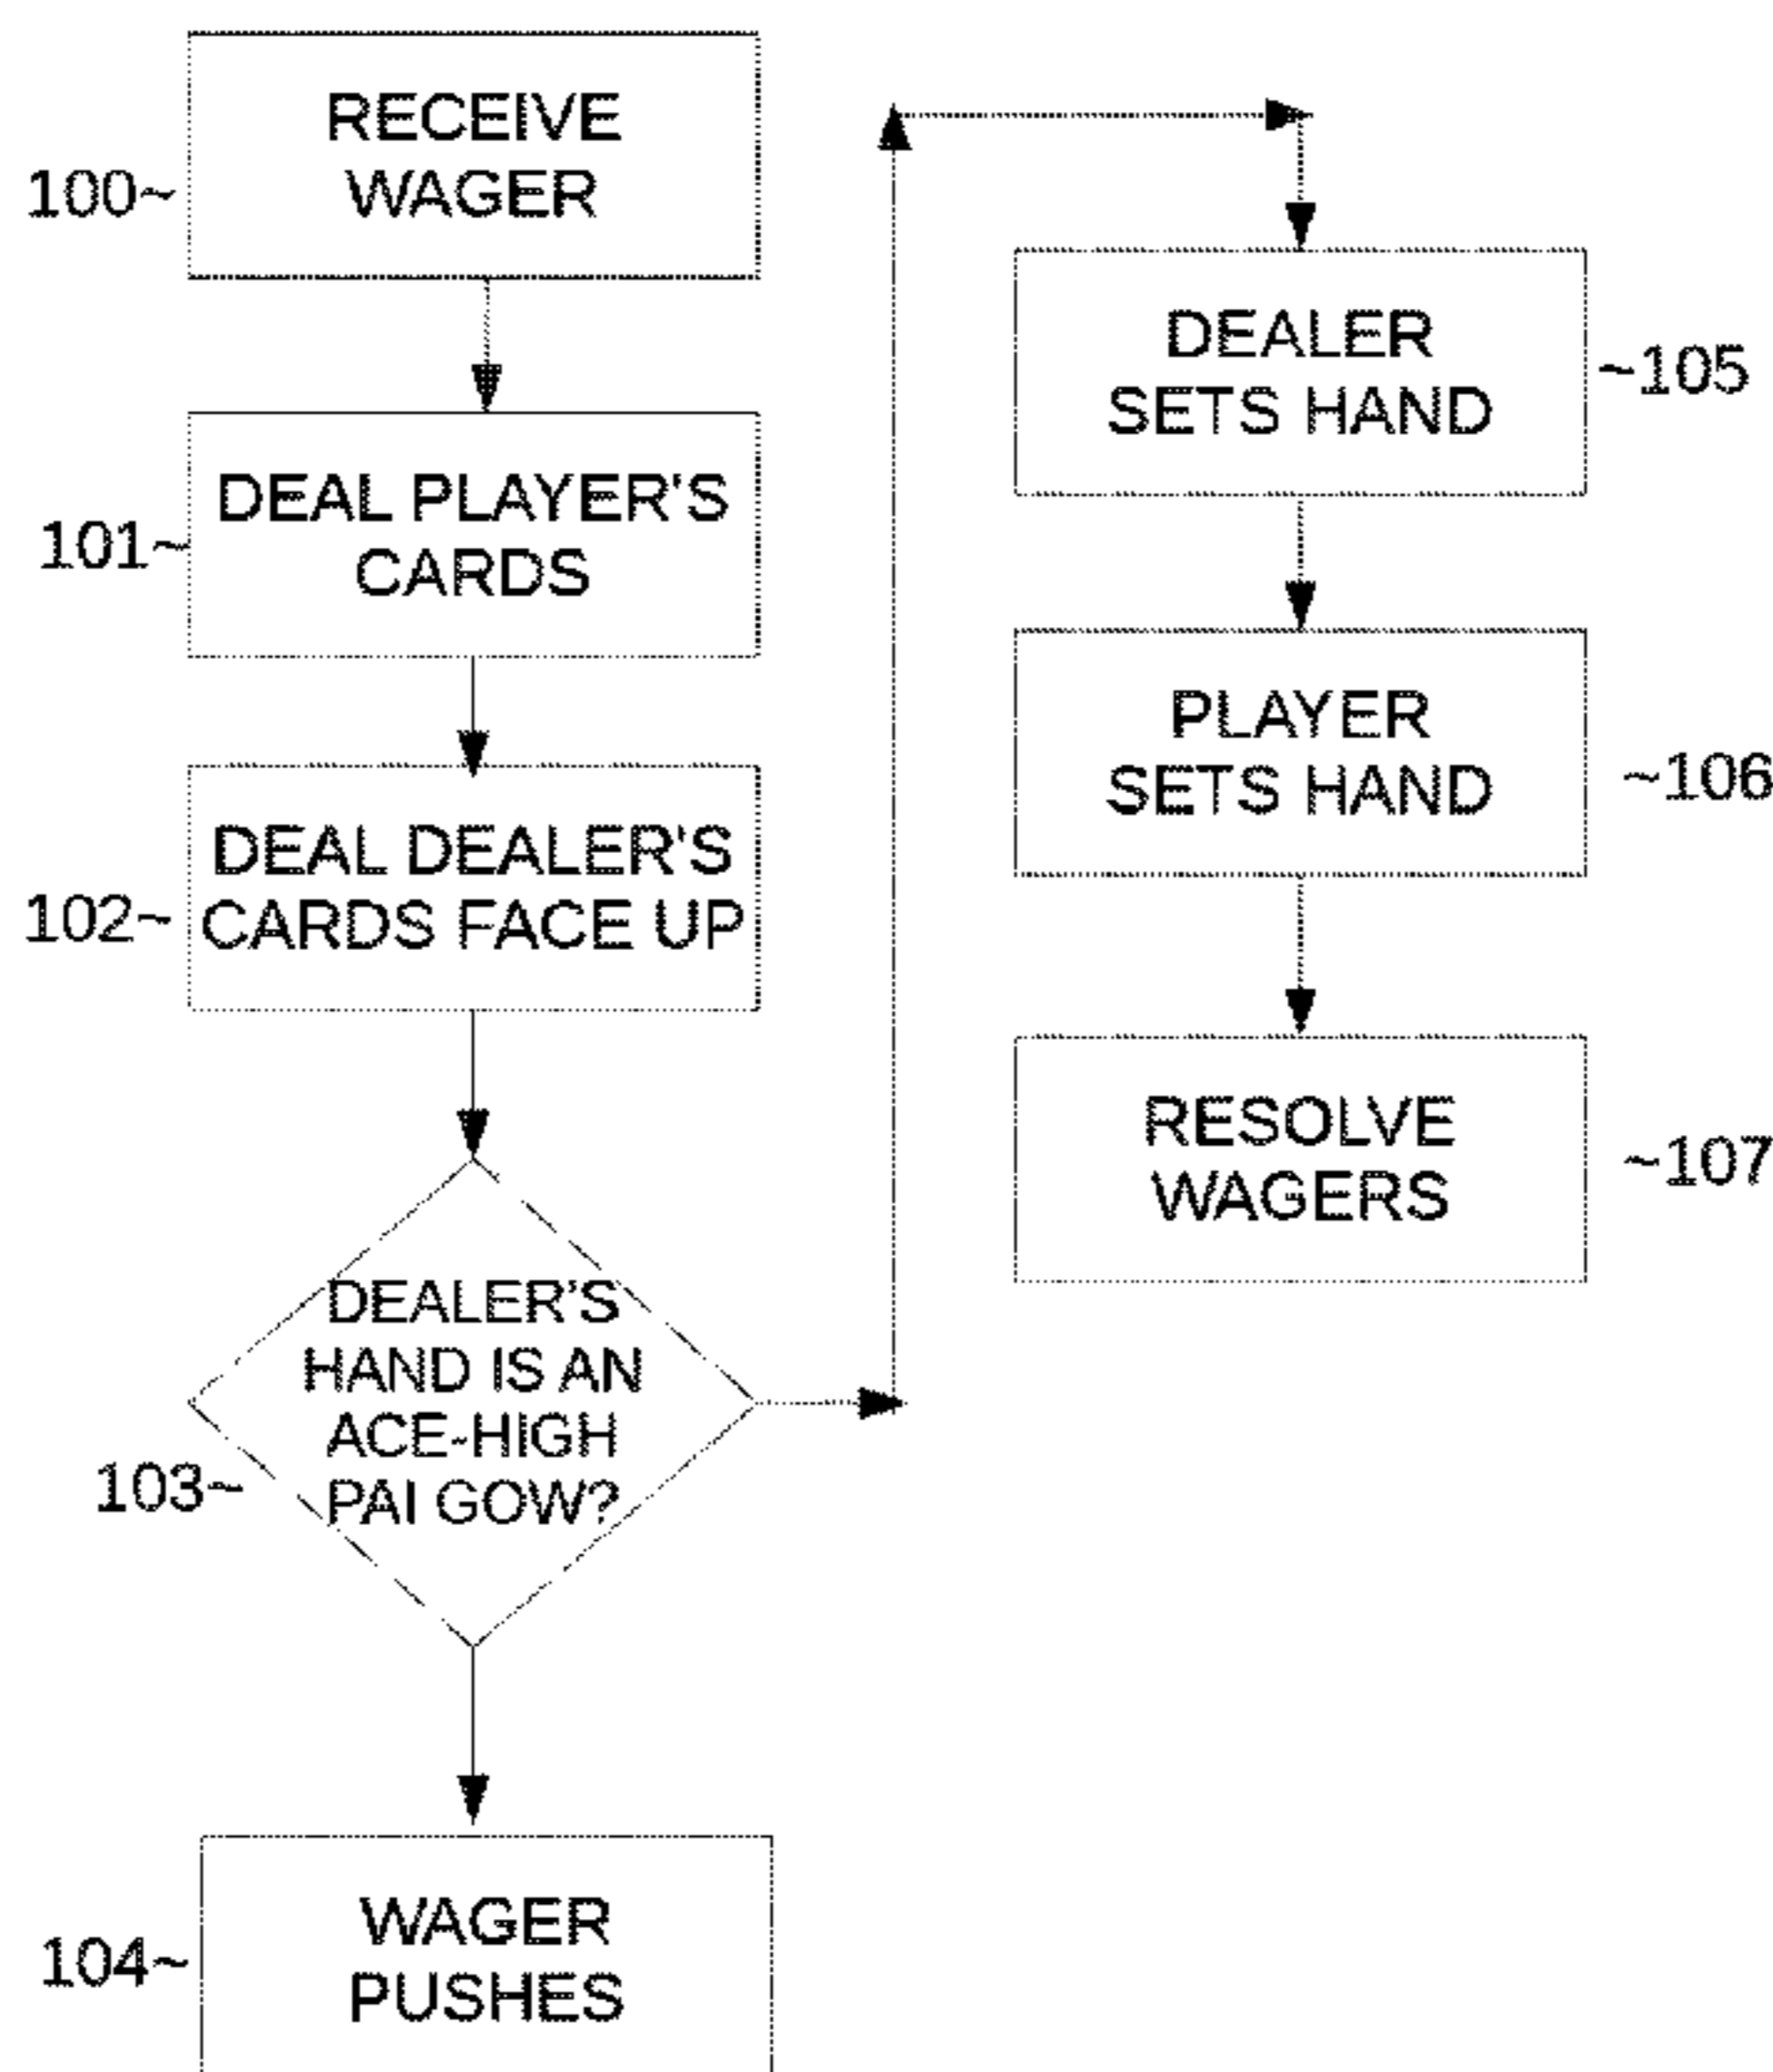 RECEIVE
WAGER
100~
DEAL PLAYER'S
CARDS
101~
DEAL DEALER'S
CARDS FACE UP
102~
DEALER’S
HAND IS AN
ACE-HIGH
PAI GOW?
103~
WAGER
PUSHES
104~
DEALER
SETS HAND
~105
PLAYER
SETS HAND
~106
RESOLVE
WAGERS
~107